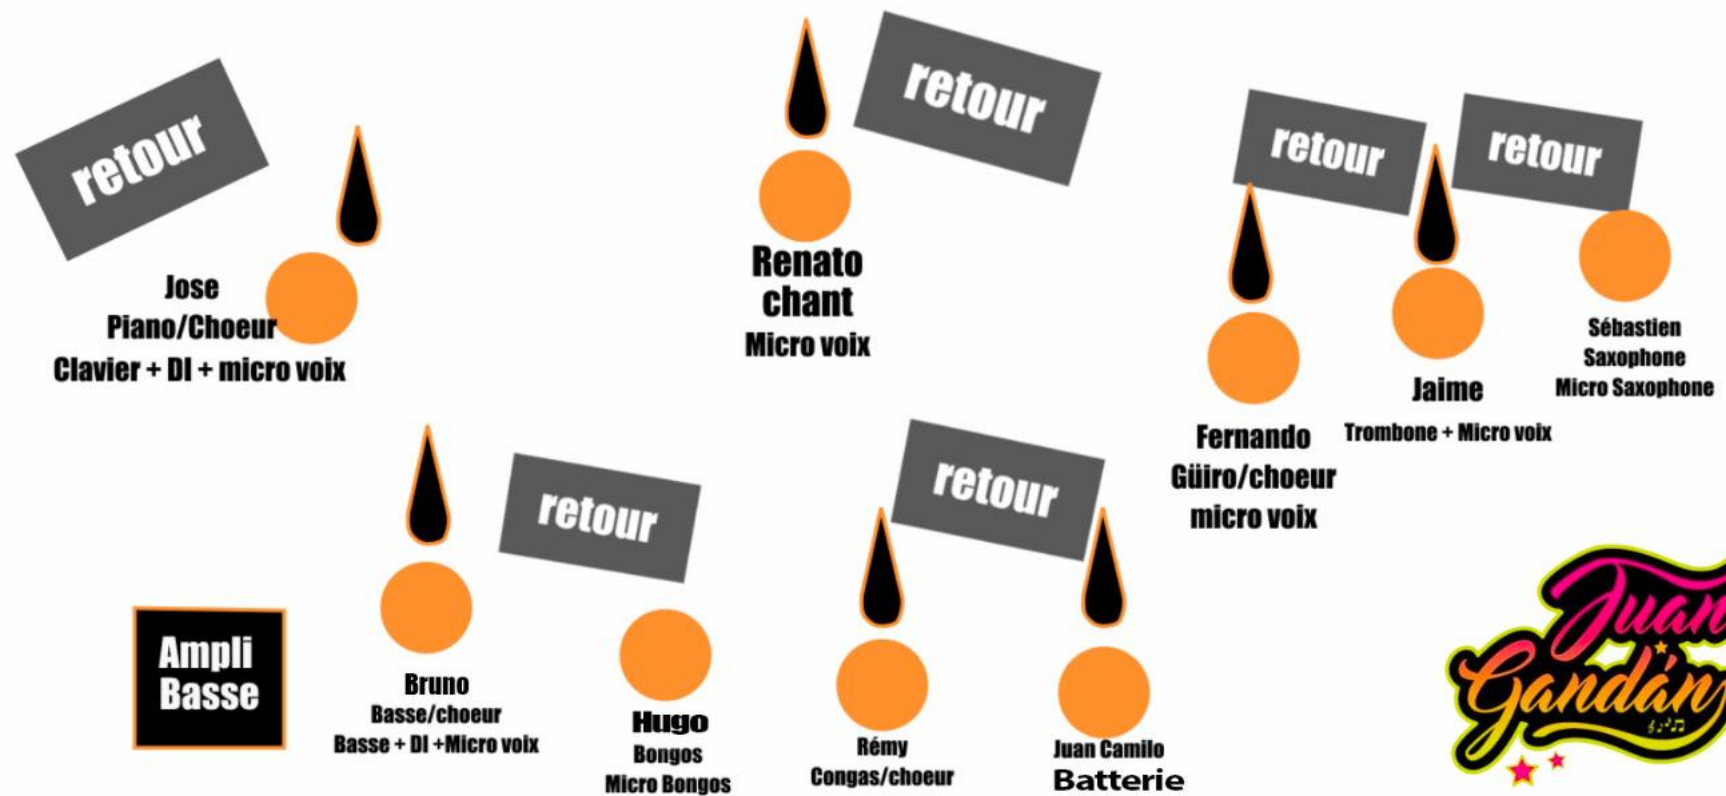 retour
Jose
Piano/Choeur
Clavier + DI + micro voix
retour
Renato
chant
Micro voix
retour
retour
Fernando
Güiro/choeur
micro voix
Jaime
Trombone + Micro voix
Sébastien
Saxophone
Micro Saxophone
Ampli
Basse
Bruno
Basse/choeur
Basse + DI +Micro voix
retour
Hugo
Bongos
Micro Bongos
retour
Rémy
Congas/choeur
Juan Camilo
Batterie
Juan
Gandán